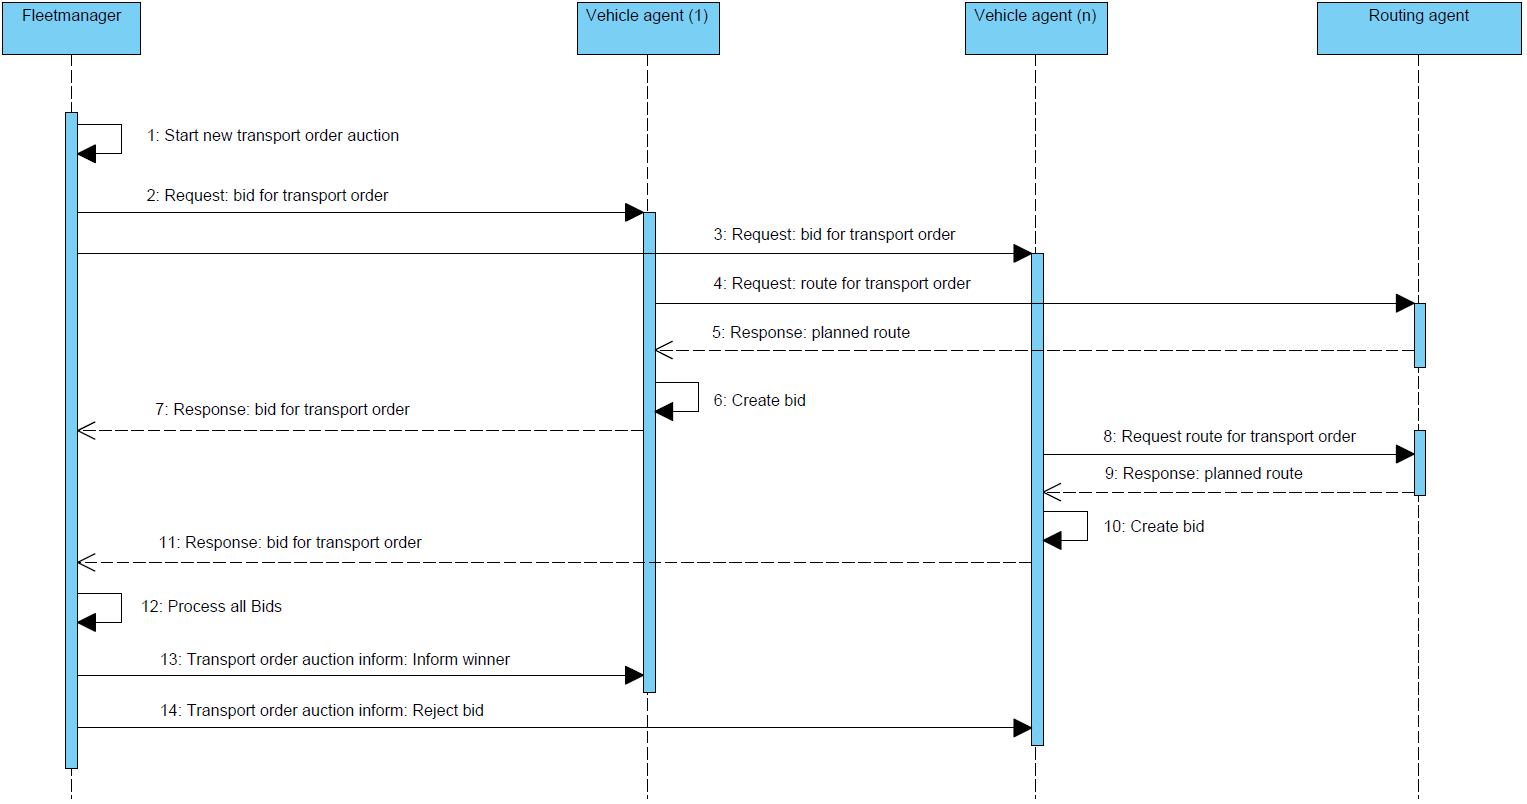 Fleetmanager
Vehicle agent (1)
Vehicle agent (n)
Routing agent
1: Start new transport order auction
2: Request: bid for transport order
3: Request: bid for transport order
4: Request: route for transport order
5: Response: planned route
6: Create bid
7: Response: bid for transport order
8: Request route for transport order
9: Response: planned route
10: Create bid
11: Response: bid for transport order
12: Process all Bids
13: Transport order auction inform: Inform winner
14: Transport order auction inform: Reject bid